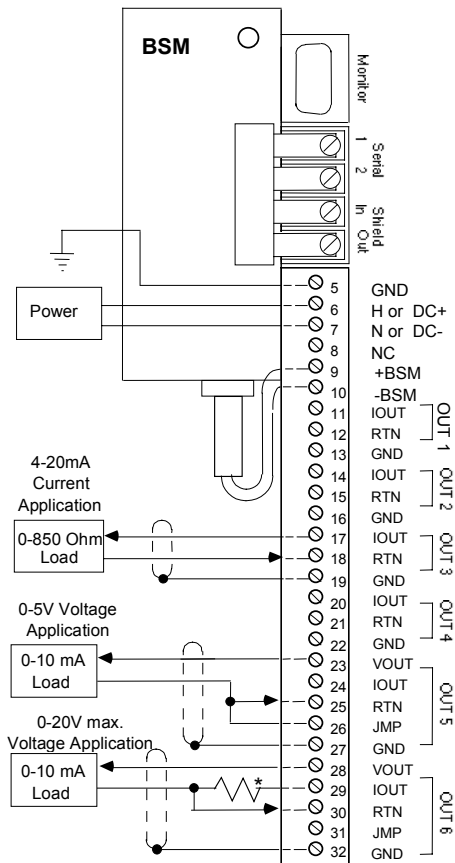 BSM
Monitor
1 2
Serial
In Out
Shield
Power
5 GND
6 H or DC+
7 N or DC-
8 NC
9 +BSM
10 -BSM
11 IOUT
12 RTN
13 GND
OUT 1
14 IOUT
15 RTN
16 GND
OUT 2
4-20mA
Current
Application
0-850 Ohm
Load
17 IOUT
18 RTN
19 GND
OUT 3
20 IOUT
21 RTN
22 GND
OUT 4
0-5V Voltage
Application
0-10 mA
Load
23 VOUT
24 IOUT
25 RTN
26 JMP
27 GND
OUT 5
0-20V max.
Voltage Application
0-10 mA
Load
*
28 VOUT
29 IOUT
30 RTN
31 JMP
32 GND
OUT 6